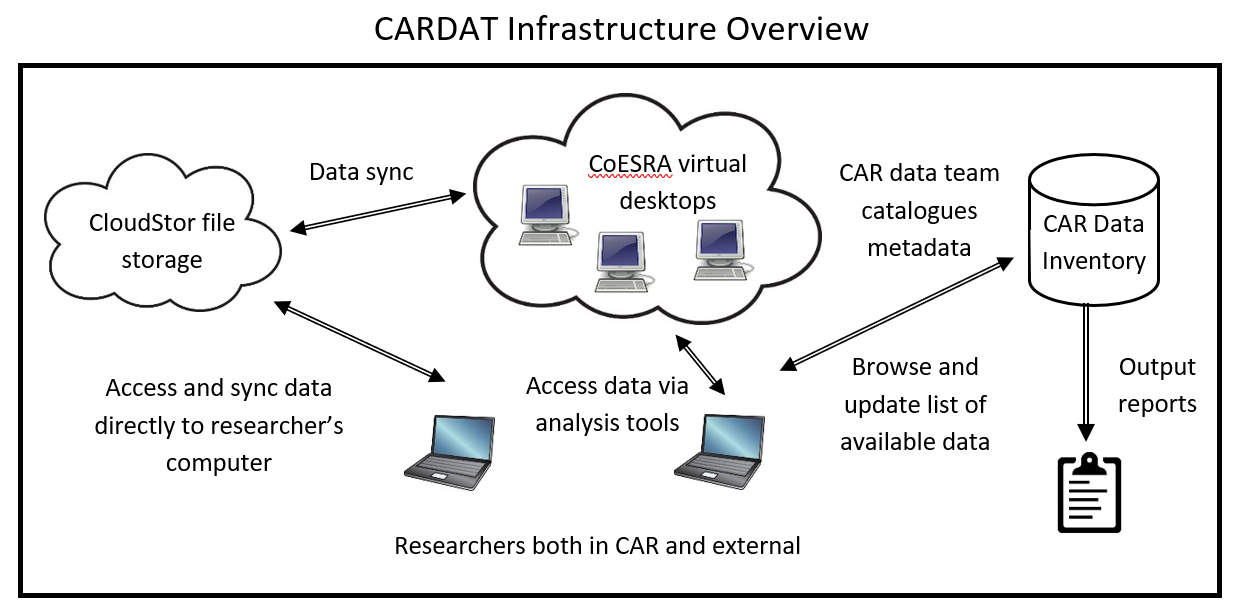 CARDAT Infrastructure Overview
CloudStor file
storage
Data sync
CoESRA virtual
desktops
CAR data team
catalogues
metadata
CAR Data
Inventory
Access and sync data
directly to researcher’s
computer
Access data via
analysis tools
Browse and
update list of
available data
Output
reports
Researchers both in CAR and external